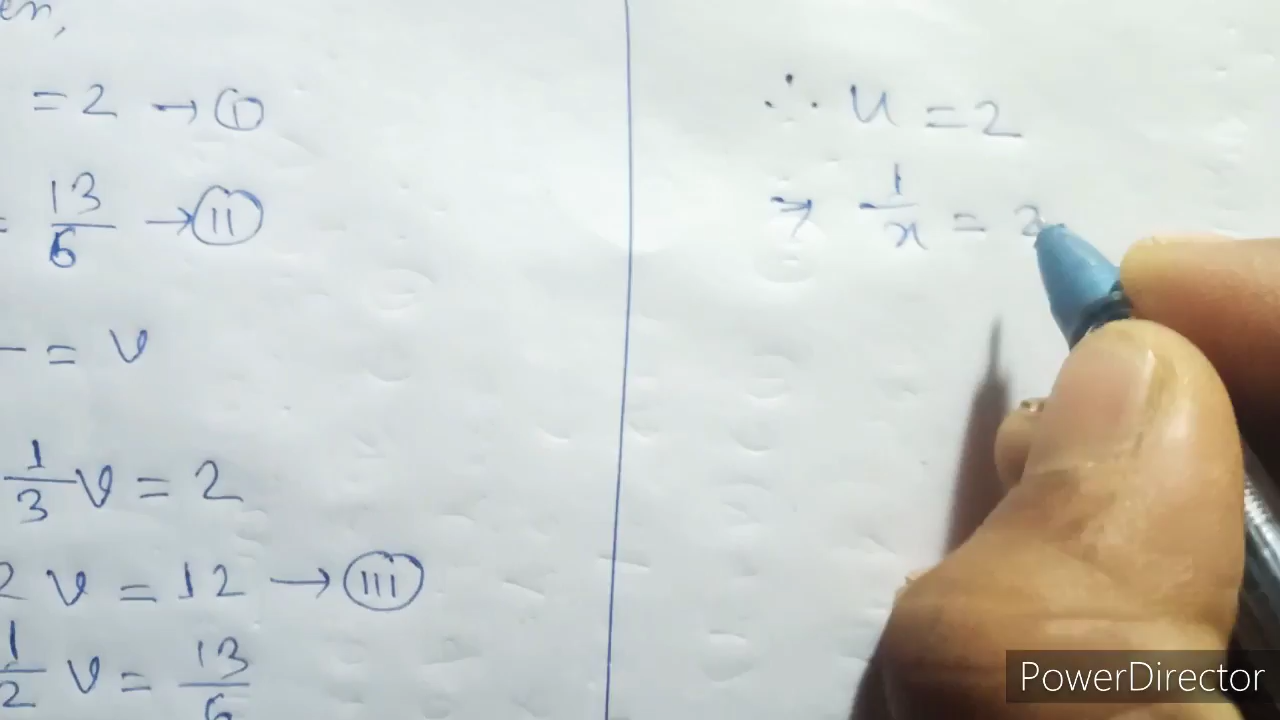 en,
= 2 → (I)
= 13/6 → (II)
— = v
1/3 v = 2
2 v = 12 → (III)
1/2 v = 13/6
∴ u = 2
⇒ 1/x = 2
PowerDirector